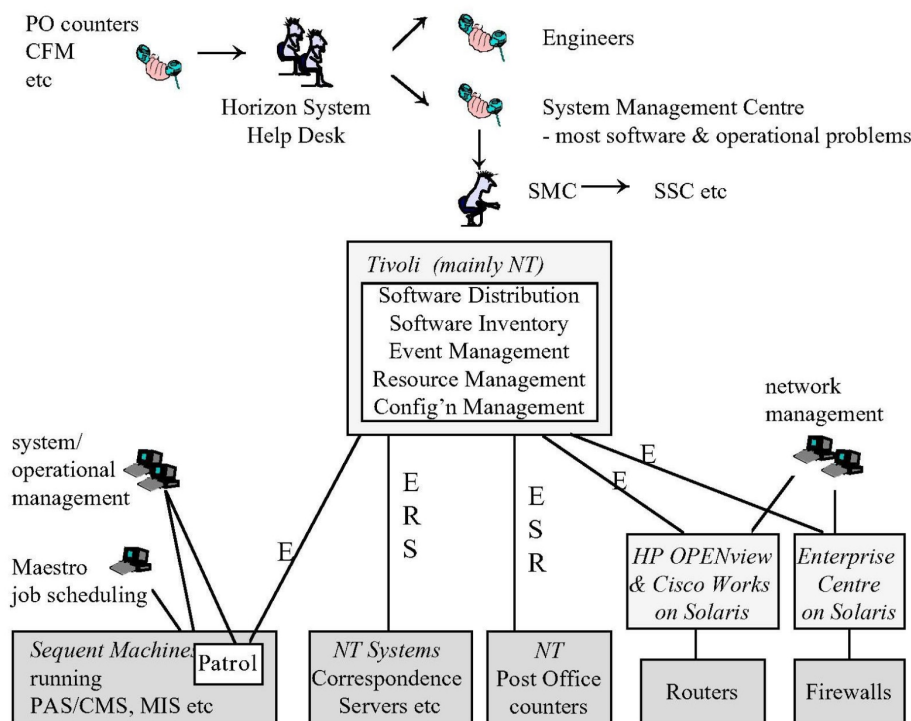 PO counters
CFM
etc
Horizon System
Help Desk
Engineers
System Management Centre
- most software & operational problems
SMC
SSC etc
Tivoli (mainly NT)
Software Distribution
Software Inventory
Event Management
Resource Management
Config'n Management
network
management
system/
operational
management
Maestro
job scheduling
E
E
R
S
E
S
R
E
E
HP OPENview
& Cisco Works
on Solaris
Enterprise
Centre
on Solaris
Sequent Machines
running
PAS/CMS, MIS etc
Patrol
NT Systems
Correspondence
Servers etc
NT
Post Office
counters
Routers
Firewalls